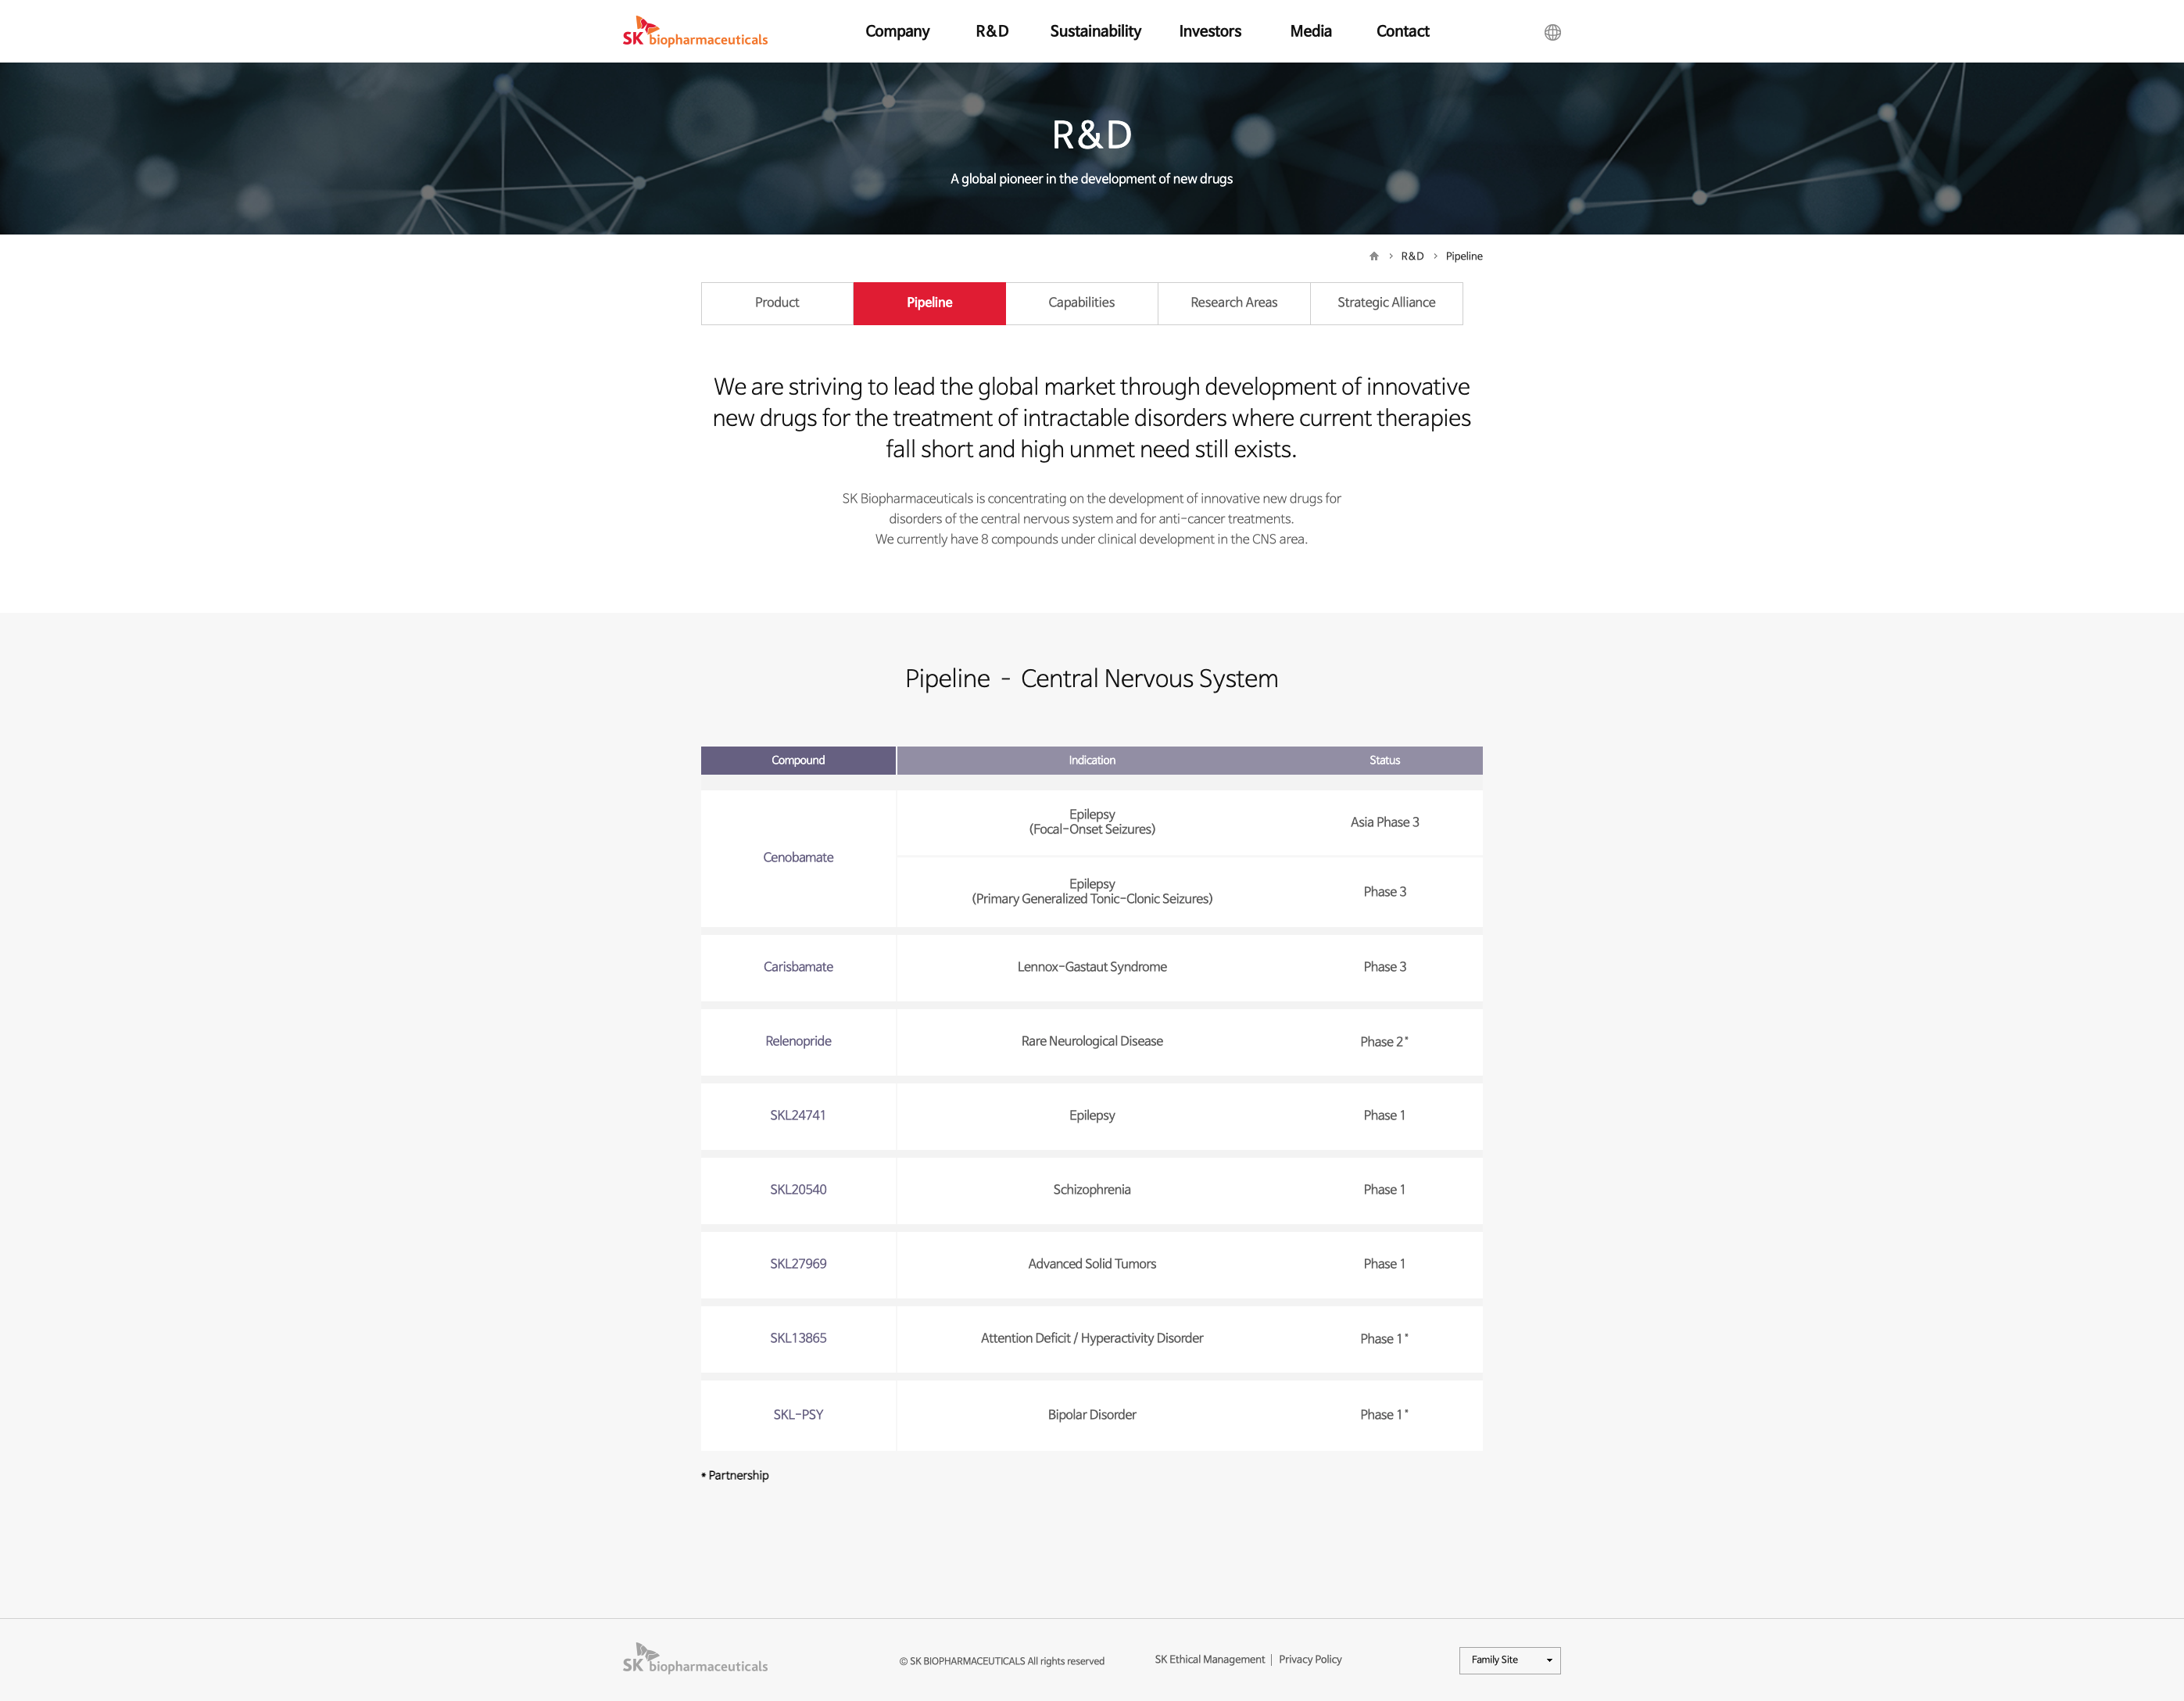 SK biopharmaceuticals
Company R&D Sustainability Investors Media Contact
R&D
A global pioneer in the development of new drugs
> R&D > Pipeline
Product Pipeline Capabilities Research Areas Strategic Alliance
We are striving to lead the global market through development of innovative
new drugs for the treatment of intractable disorders where current therapies
fall short and high unmet need still exists.
SK Biopharmaceuticals is concentrating on the development of innovative new drugs for
disorders of the central nervous system and for anti-cancer treatments.
We currently have 8 compounds under clinical development in the CNS area.
Pipeline - Central Nervous System
Compound Indication Status
Cenobamate
Epilepsy
(Focal-Onset Seizures)
Asia Phase 3
Epilepsy
(Primary Generalized Tonic-Clonic Seizures)
Phase 3
Carisbamate Lennox-Gastaut Syndrome Phase 3
Relenopride Rare Neurological Disease Phase 2*
SKL24741 Epilepsy Phase 1
SKL20540 Schizophrenia Phase 1
SKL27969 Advanced Solid Tumors Phase 1
SKL13865 Attention Deficit / Hyperactivity Disorder Phase 1*
SKL-PSY Bipolar Disorder Phase 1*
* Partnership
SK biopharmaceuticals
© SK BIOPHARMACEUTICALS All rights reserved
SK Ethical Management | Privacy Policy
Family Site